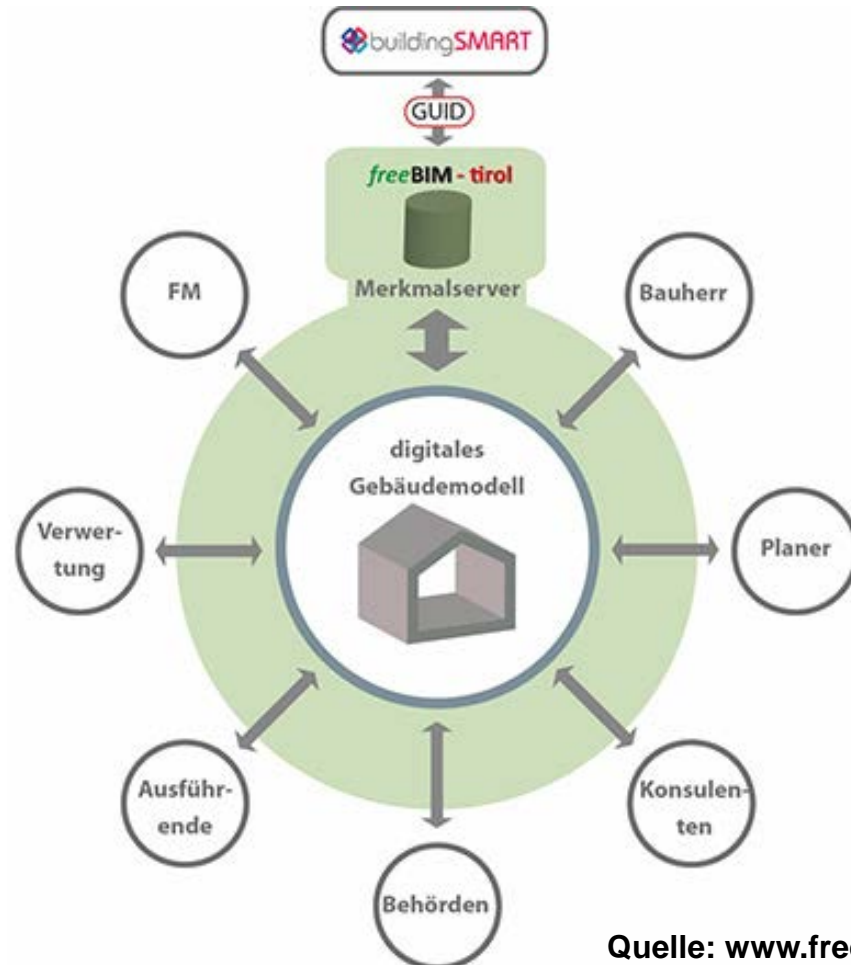 buildingSMART
GUID
freeBIM - tirol
Merkmalserver
FM
Bauherr
digitales
Gebäudemodell
Verwer-
tung
Planer
Ausführ-
ende
Konsulen-
ten
Behörden
Quelle: www.free